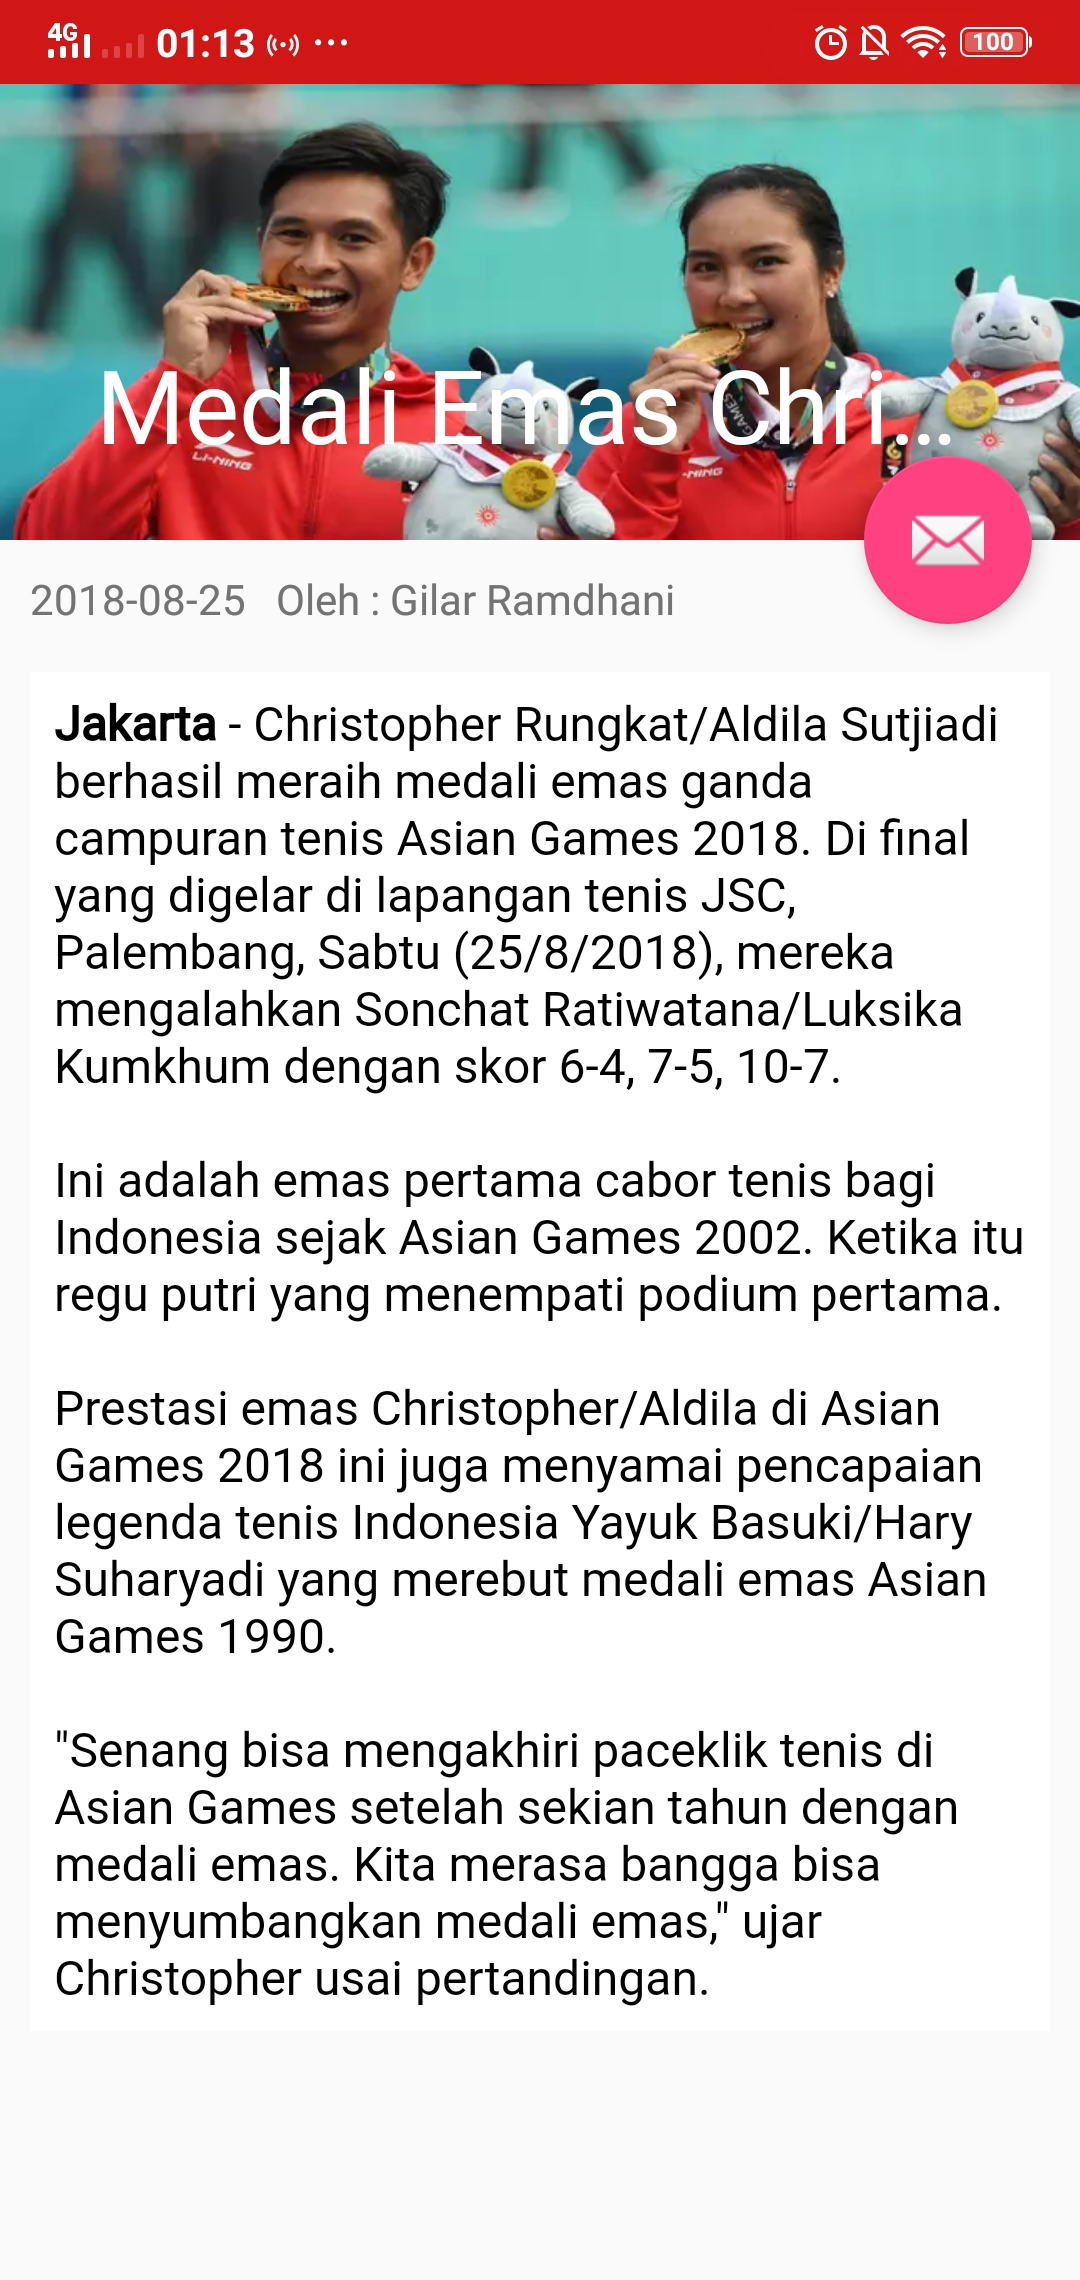 4G 01:13 ... 100
Medali Emas Chri...
LI-NING
-NING
GAMES
2018-08-25 Oleh : Gilar Ramdhani
Jakarta - Christopher Rungkat/Aldila Sutjiadi
berhasil meraih medali emas ganda
campuran tenis Asian Games 2018. Di final
yang digelar di lapangan tenis JSC,
Palembang, Sabtu (25/8/2018), mereka
mengalahkan Sonchat Ratiwatana/Luksika
Kumkhum dengan skor 6-4, 7-5, 10-7.
Ini adalah emas pertama cabor tenis bagi
Indonesia sejak Asian Games 2002. Ketika itu
regu putri yang menempati podium pertama.
Prestasi emas Christopher/Aldila di Asian
Games 2018 ini juga menyamai pencapaian
legenda tenis Indonesia Yayuk Basuki/Hary
Suharyadi yang merebut medali emas Asian
Games 1990.
"Senang bisa mengakhiri paceklik tenis di
Asian Games setelah sekian tahun dengan
medali emas. Kita merasa bangga bisa
menyumbangkan medali emas," ujar
Christopher usai pertandingan.